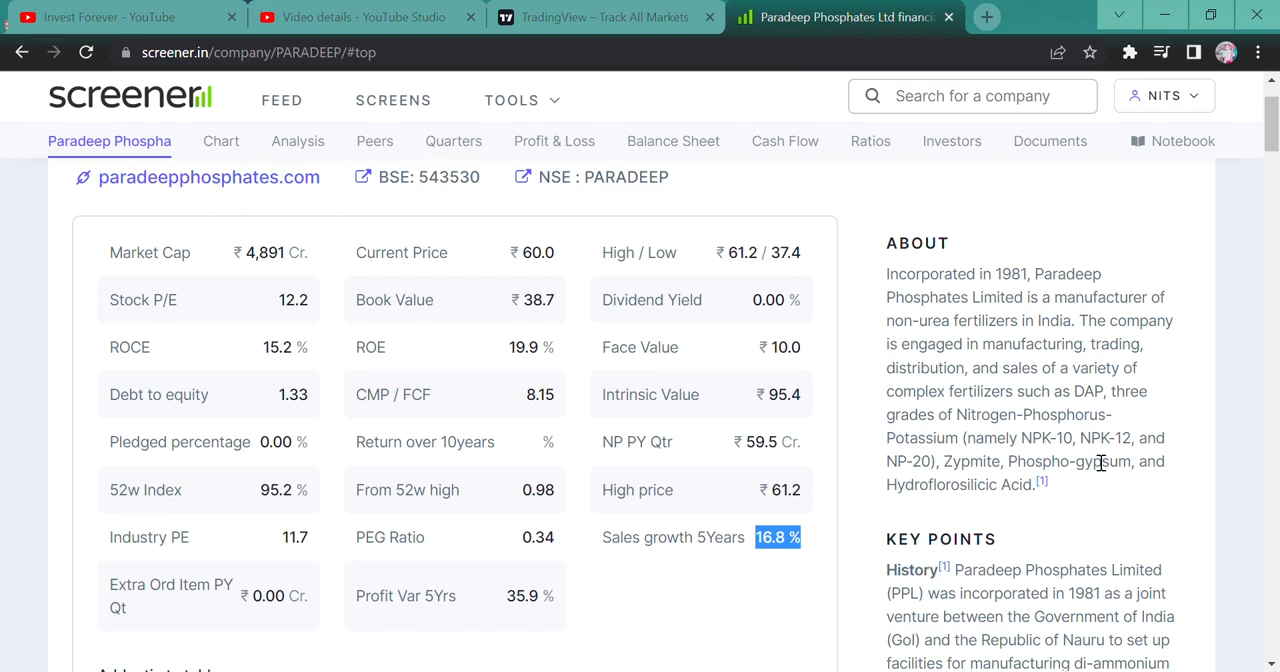 Invest Forever - YouTube
Video details - YouTube Studio
TradingView – Track All Markets
Paradeep Phosphates Ltd financi
screener.in/company/PARADEEP/#top
screener
FEED
SCREENS
TOOLS
Search for a company
NITS
Paradeep Phospha
Chart
Analysis
Peers
Quarters
Profit & Loss
Balance Sheet
Cash Flow
Ratios
Investors
Documents
Notebook
paradeepphosphates.com
BSE: 543530
NSE : PARADEEP
Market Cap ₹ 4,891 Cr.
Current Price ₹ 60.0
High / Low ₹ 61.2 / 37.4
Stock P/E 12.2
Book Value ₹ 38.7
Dividend Yield 0.00 %
ROCE 15.2 %
ROE 19.9 %
Face Value ₹ 10.0
Debt to equity 1.33
CMP / FCF 8.15
Intrinsic Value ₹ 95.4
Pledged percentage 0.00 %
Return over 10years %
NP PY Qtr ₹ 59.5 Cr.
52w Index 95.2 %
From 52w high 0.98
High price ₹ 61.2
Industry PE 11.7
PEG Ratio 0.34
Sales growth 5Years 16.8 %
Extra Ord Item PY
Qt ₹ 0.00 Cr.
Profit Var 5Yrs 35.9 %
ABOUT
Incorporated in 1981, Paradeep
Phosphates Limited is a manufacturer of
non-urea fertilizers in India. The company
is engaged in manufacturing, trading,
distribution, and sales of a variety of
complex fertilizers such as DAP, three
grades of Nitrogen-Phosphorus-
Potassium (namely NPK-10, NPK-12, and
NP-20), Zypmite, Phospho-gypsum, and
Hydroflorosilicic Acid.[1]
KEY POINTS
History[1] Paradeep Phosphates Limited
(PPL) was incorporated in 1981 as a joint
venture between the Government of India
(GoI) and the Republic of Nauru to set up
facilities for manufacturing di-ammonium